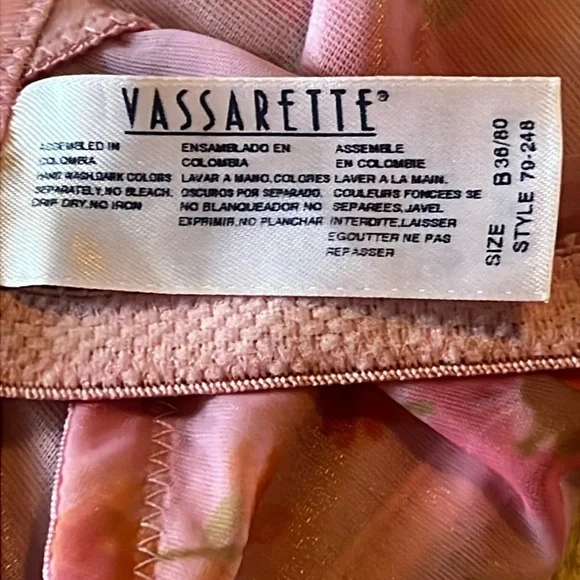 VASSARETTE®
ASSEMBLED IN
COLOMBIA
HAND WASH.DARK COLORS
SEPARATELY.NO BLEACH.
DRIP DRY.NO IRON
ENSAMBLADO EN
COLOMBIA
LAVAR A MANO.COLORES
OSCUROS POR SEPARADO.
NO BLANQUEADOR NO
EXPRIMIR.NO PLANCHAR
ASSEMBLE
EN COLOMBIE
LAVER A LA MAIN.
COULEURS FONCEES SE
SEPAREES.JAVEL
INTERDITE.LAISSER
EGOUTTER NE PAS
REPASSER
SIZE B36/80
STYLE 79-248